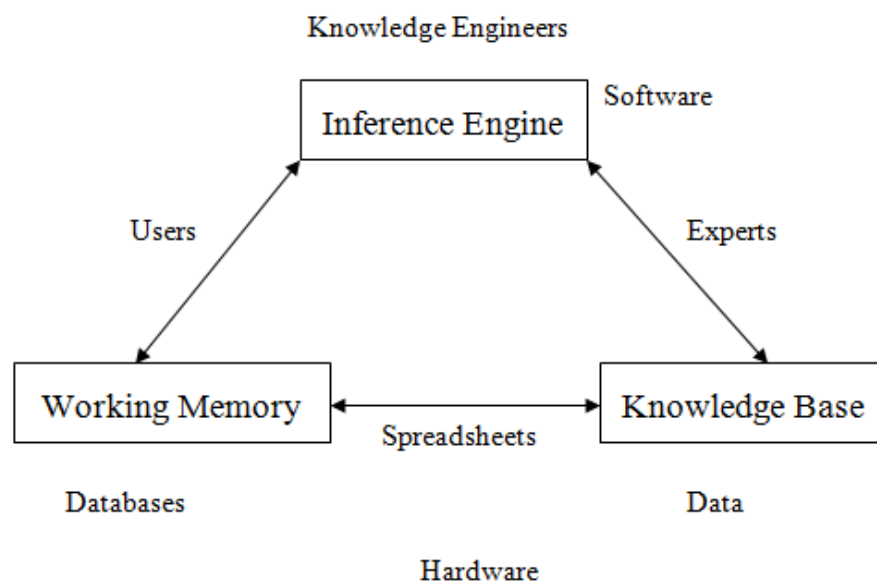 Knowledge Engineers
Software
Inference Engine
Users
Experts
Working Memory
Knowledge Base
Spreadsheets
Databases
Data
Hardware